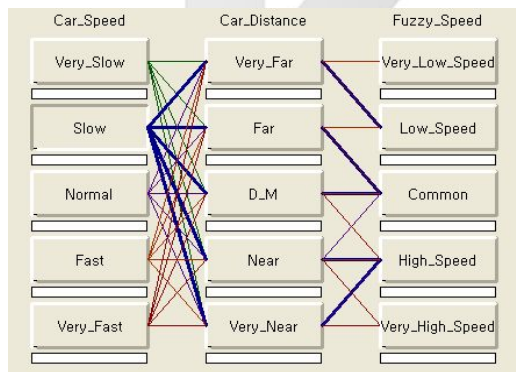 Car_Speed Car_Distance Fuzzy_Speed
Very_Slow Very_Far Very_Low_Speed
Slow Far Low_Speed
Normal D_M Common
Fast Near High_Speed
Very_Fast Very_Near Very_High_Speed